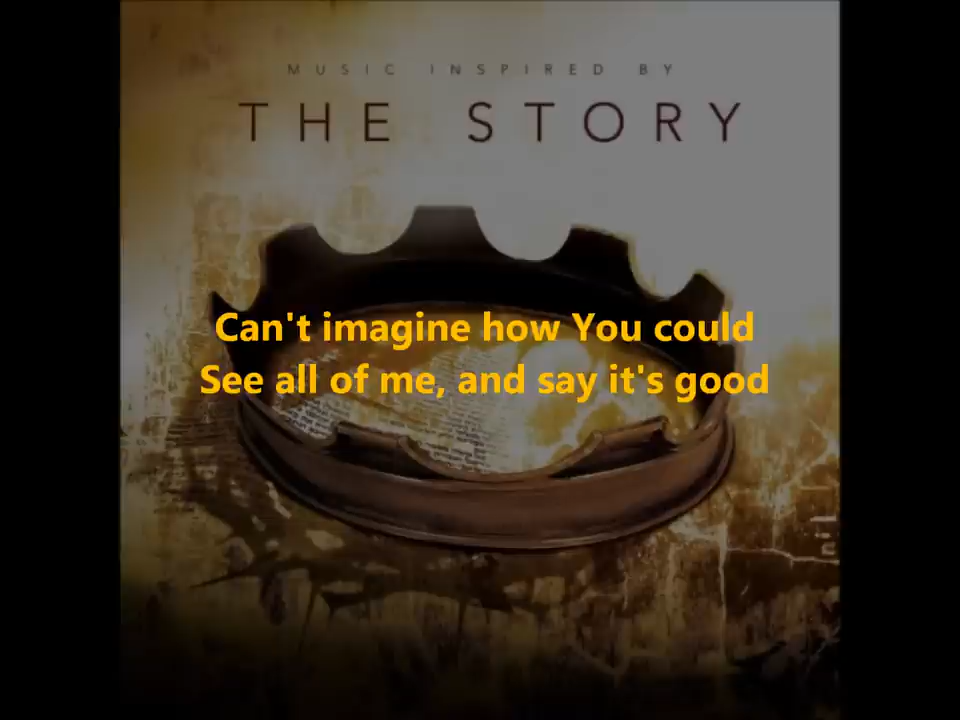 MUSIC INSPIRED BY
THE STORY
Can't imagine how You could
See all of me, and say it's good